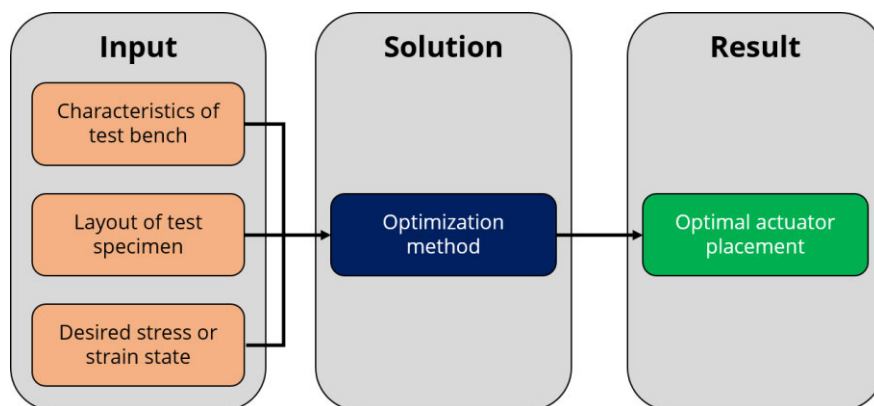 Input
Characteristics of
test bench
Layout of test
specimen
Desired stress or
strain state
Solution
Optimization
method
Result
Optimal actuator
placement